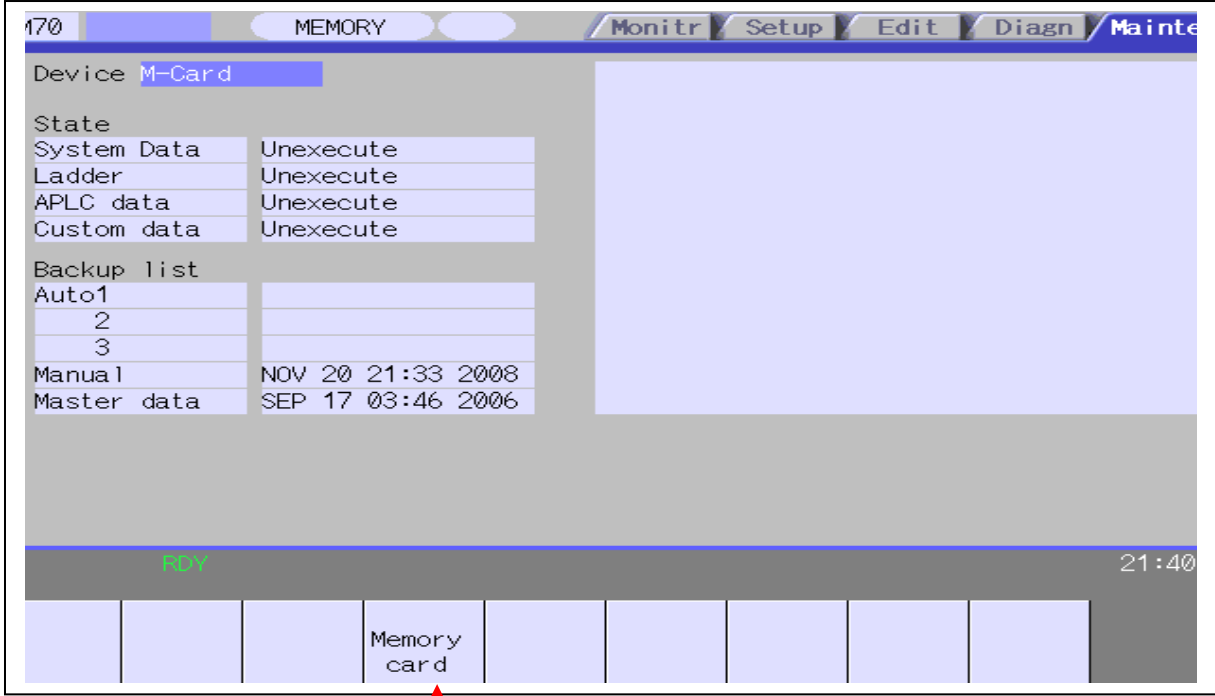 M70 MEMORY Monitr Setup Edit Diagn Mainte
Device M-Card
State
System Data Unexecute
Ladder Unexecute
APLC data Unexecute
Custom data Unexecute
Backup list
Auto1
2
3
Manual NOV 20 21:33 2008
Master data SEP 17 03:46 2006
RDY 21:40
Memory
card